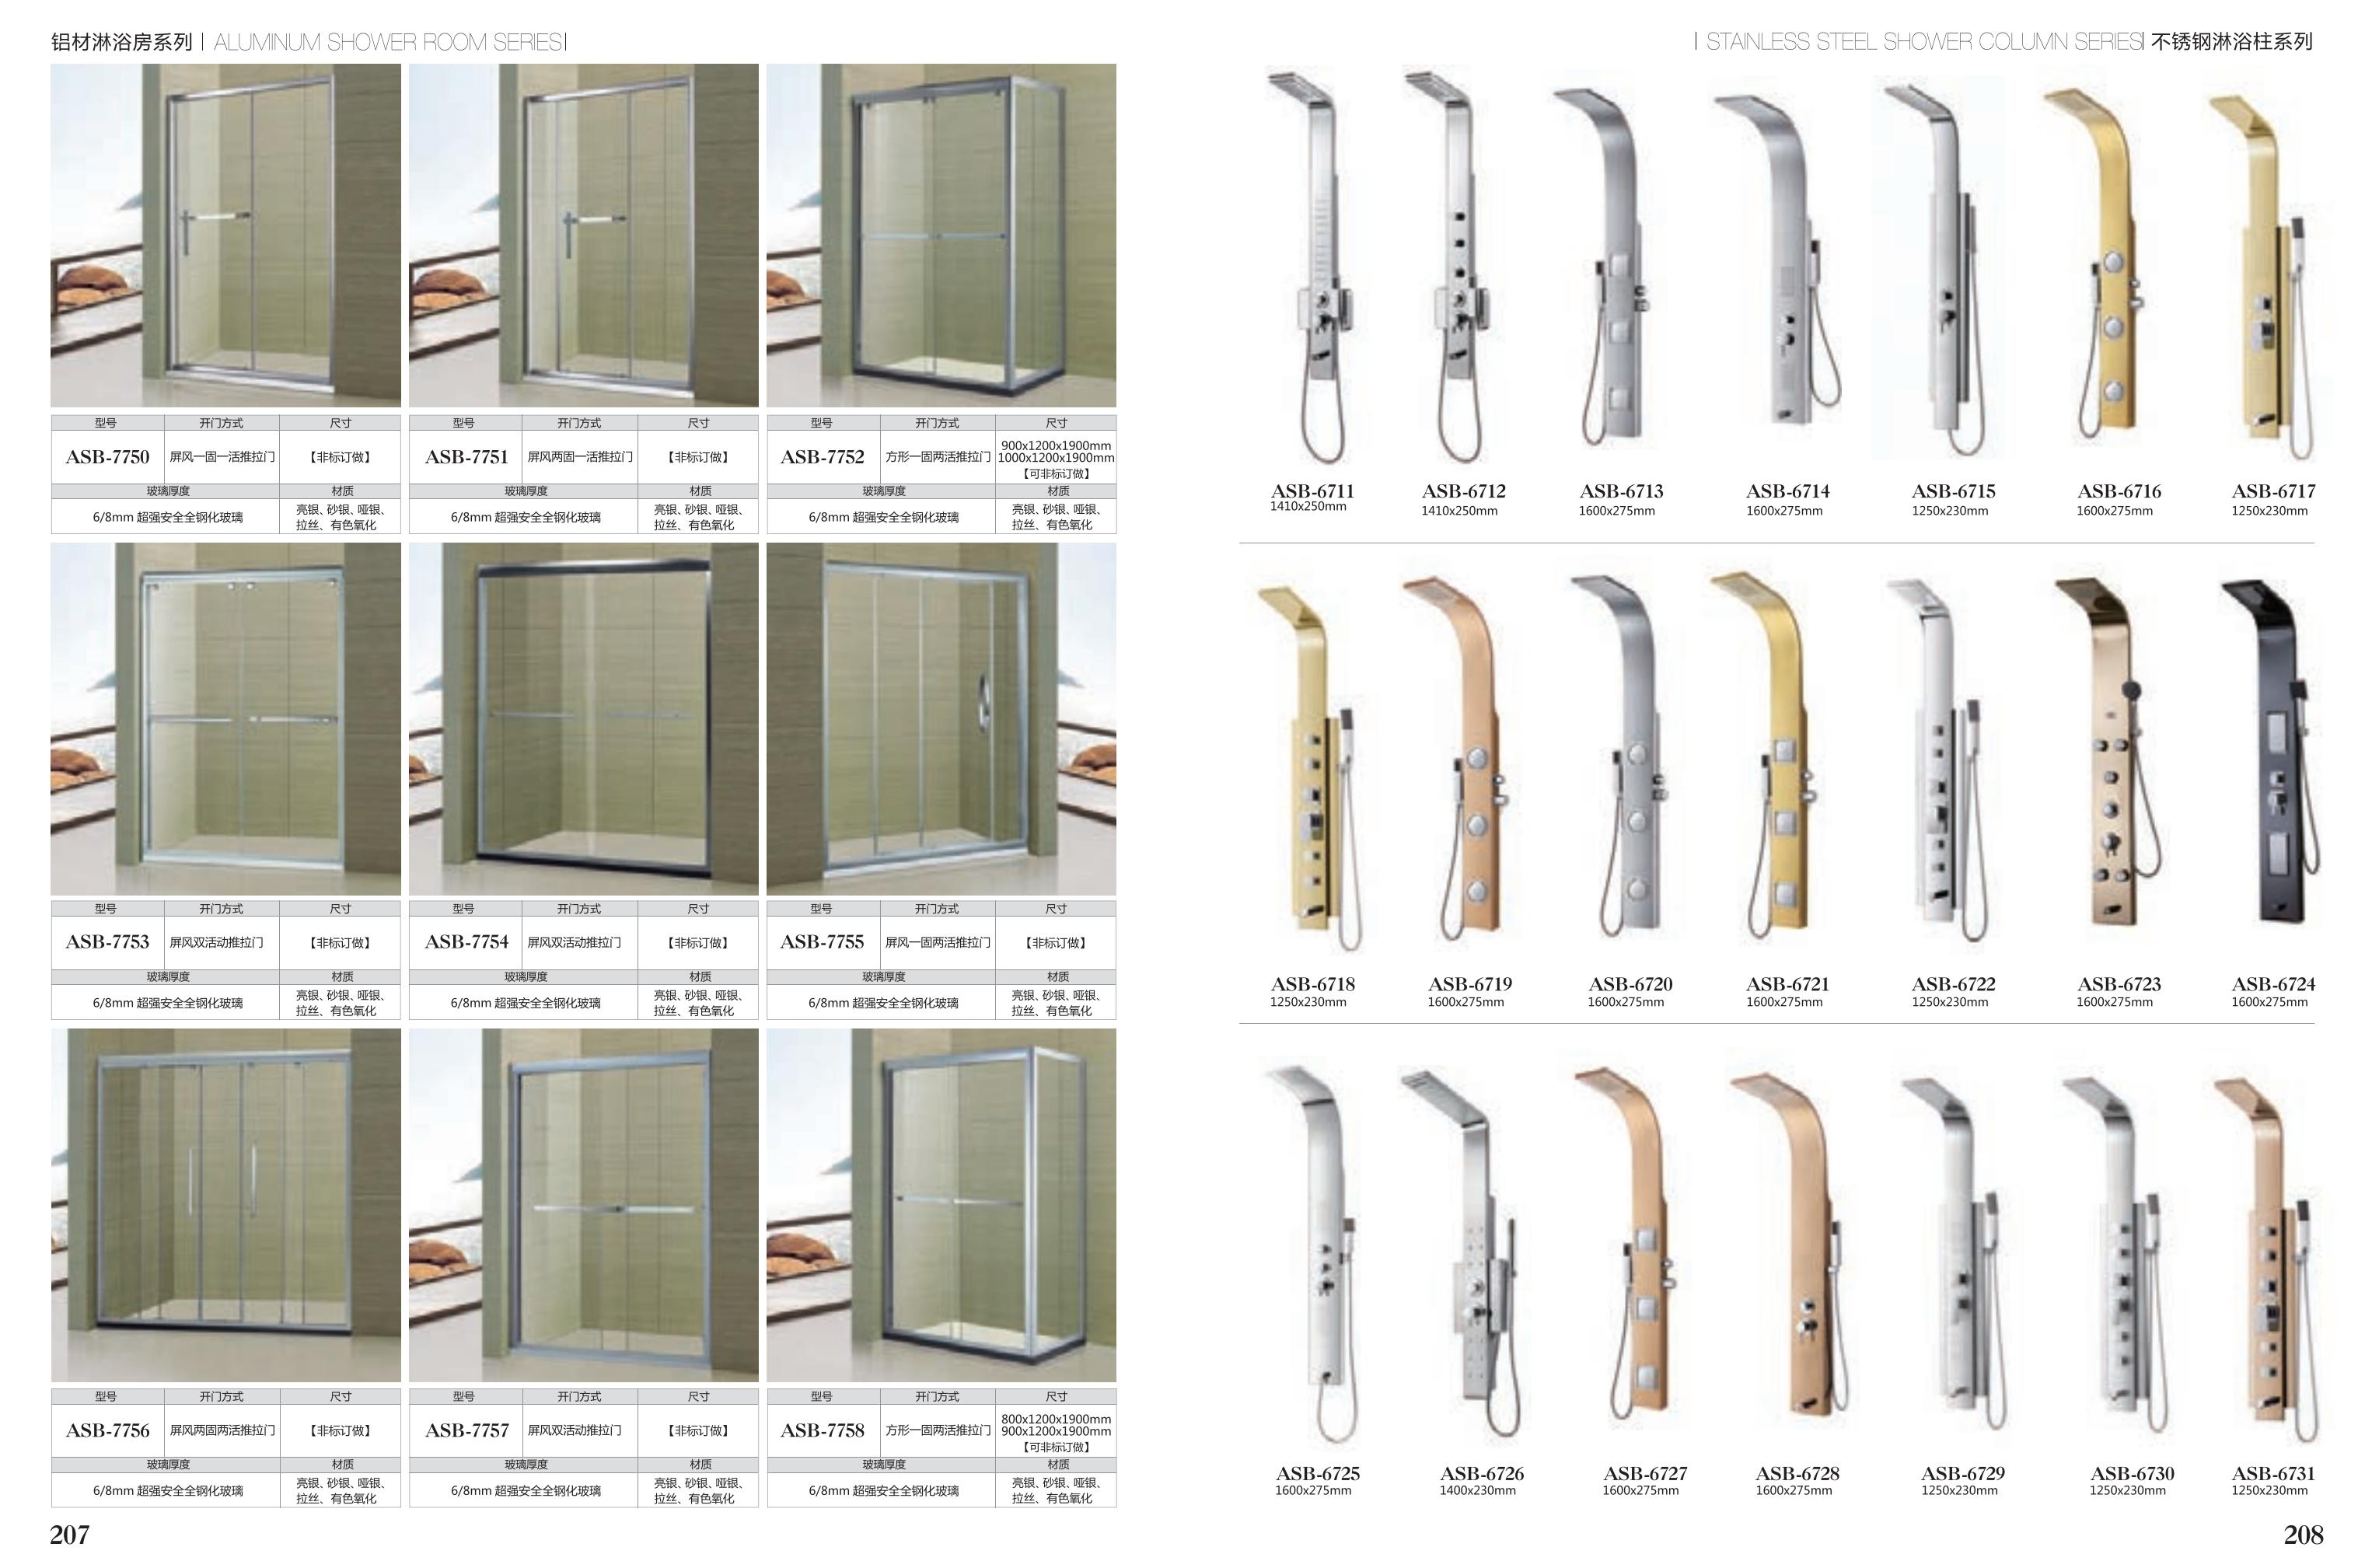 铝材淋浴房系列 | ALUMINUM SHOWER ROOM SERIES|
型号 开门方式 尺寸
ASB-7750 屏风一固一活推拉门 【非标订做】
玻璃厚度 材质
6/8mm 超强安全全钢化玻璃 亮银、砂银、哑银、
拉丝、有色氧化
型号 开门方式 尺寸
ASB-7751 屏风两固一活推拉门 【非标订做】
玻璃厚度 材质
6/8mm 超强安全全钢化玻璃 亮银、砂银、哑银、
拉丝、有色氧化
型号 开门方式 尺寸
ASB-7752 方形一固两活推拉门 900x1200x1900mm
1000x1200x1900mm
【可非标订做】
玻璃厚度 材质
6/8mm 超强安全全钢化玻璃 亮银、砂银、哑银、
拉丝、有色氧化
型号 开门方式 尺寸
ASB-7753 屏风双活动推拉门 【非标订做】
玻璃厚度 材质
6/8mm 超强安全全钢化玻璃 亮银、砂银、哑银、
拉丝、有色氧化
型号 开门方式 尺寸
ASB-7754 屏风双活动推拉门 【非标订做】
玻璃厚度 材质
6/8mm 超强安全全钢化玻璃 亮银、砂银、哑银、
拉丝、有色氧化
型号 开门方式 尺寸
ASB-7755 屏风一固两活推拉门 【非标订做】
玻璃厚度 材质
6/8mm 超强安全全钢化玻璃 亮银、砂银、哑银、
拉丝、有色氧化
型号 开门方式 尺寸
ASB-7756 屏风两固两活推拉门 【非标订做】
玻璃厚度 材质
6/8mm 超强安全全钢化玻璃 亮银、砂银、哑银、
拉丝、有色氧化
型号 开门方式 尺寸
ASB-7757 屏风双活动推拉门 【非标订做】
玻璃厚度 材质
6/8mm 超强安全全钢化玻璃 亮银、砂银、哑银、
拉丝、有色氧化
型号 开门方式 尺寸
ASB-7758 方形一固两活推拉门 800x1200x1900mm
900x1200x1900mm
【可非标订做】
玻璃厚度 材质
6/8mm 超强安全全钢化玻璃 亮银、砂银、哑银、
拉丝、有色氧化
207
| STAINLESS STEEL SHOWER COLUMN SERIES| 不锈钢淋浴柱系列
ASB-6711 ASB-6712 ASB-6713 ASB-6714 ASB-6715 ASB-6716 ASB-6717
1410x250mm 1410x250mm 1600x275mm 1600x275mm 1250x230mm 1600x275mm 1250x230mm
ASB-6718 ASB-6719 ASB-6720 ASB-6721 ASB-6722 ASB-6723 ASB-6724
1250x230mm 1600x275mm 1600x275mm 1600x275mm 1250x230mm 1600x275mm 1600x275mm
ASB-6725 ASB-6726 ASB-6727 ASB-6728 ASB-6729 ASB-6730 ASB-6731
1600x275mm 1400x230mm 1600x275mm 1600x275mm 1250x230mm 1250x230mm 1250x230mm
208